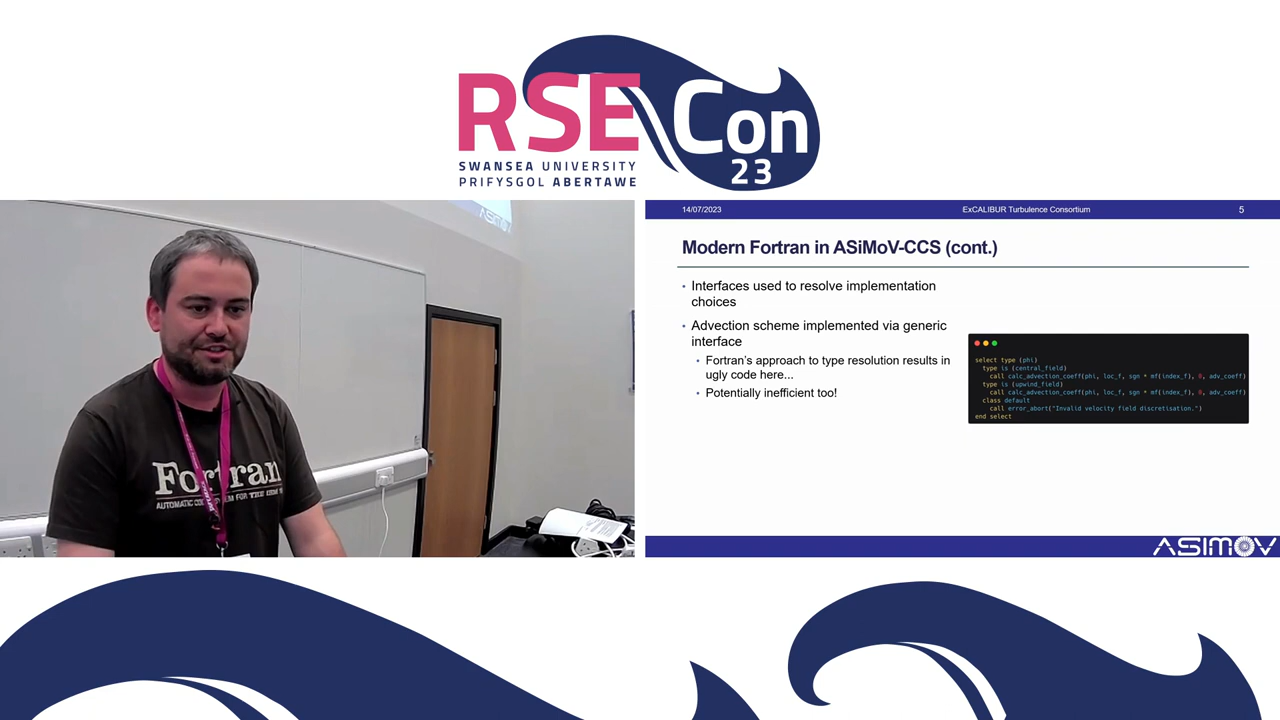 RSE Con
23
SWANSEA UNIVERSITY
PRIFYSGOL ABERTAWE
ASIMOV
Fortran
14/07/2023
ExCALIBUR Turbulence Consortium
5
Modern Fortran in ASiMoV-CCS (cont.)
• Interfaces used to resolve implementation
choices
• Advection scheme implemented via generic
interface
• Fortran's approach to type resolution results in
ugly code here...
• Potentially inefficient too!
select type (phi)
type is (central_field)
call calc_advection_coeff(phi, loc_f, sgn * mf(index_f), 0, adv_coeff)
type is (upwind_field)
call calc_advection_coeff(phi, loc_f, sgn * mf(index_f), 0, adv_coeff)
class default
call error_abort("Invalid velocity field discretisation.")
end select
ASIMOV